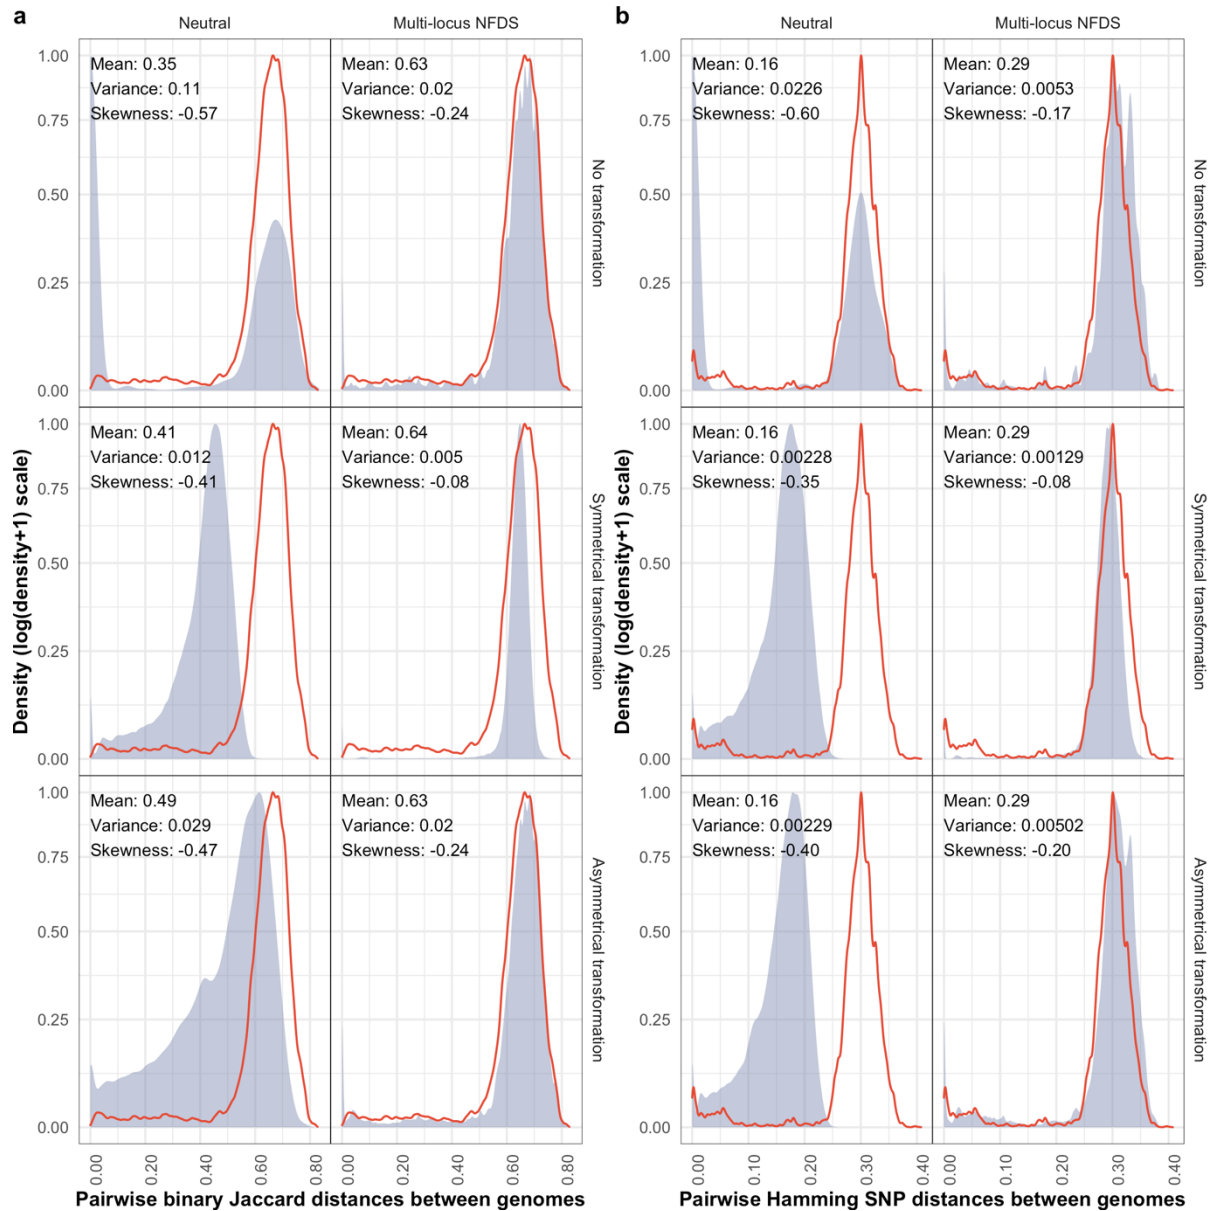 a
Neutral
Multi-locus NFDS
b
Neutral
Multi-locus NFDS
Density (log(density+1) scale)
1.00
0.75
0.50
0.25
0.00
Mean: 0.35
Variance: 0.11
Skewness: -0.57
Mean: 0.63
Variance: 0.02
Skewness: -0.24
No transformation
1.00
0.75
0.50
0.25
0.00
Mean: 0.41
Variance: 0.012
Skewness: -0.41
Mean: 0.64
Variance: 0.005
Skewness: -0.08
Symmetrical transformation
1.00
0.75
0.50
0.25
0.00
Mean: 0.49
Variance: 0.029
Skewness: -0.47
Mean: 0.63
Variance: 0.02
Skewness: -0.24
Asymmetrical transformation
0.00
0.20
0.40
0.60
0.80
0.00
0.20
0.40
0.60
0.80
Pairwise binary Jaccard distances between genomes
Density (log(density+1) scale)
1.00
0.75
0.50
0.25
0.00
Mean: 0.16
Variance: 0.0226
Skewness: -0.60
Mean: 0.29
Variance: 0.0053
Skewness: -0.17
No transformation
1.00
0.75
0.50
0.25
0.00
Mean: 0.16
Variance: 0.00228
Skewness: -0.35
Mean: 0.29
Variance: 0.00129
Skewness: -0.08
Symmetrical transformation
1.00
0.75
0.50
0.25
0.00
Mean: 0.16
Variance: 0.00229
Skewness: -0.40
Mean: 0.29
Variance: 0.00502
Skewness: -0.20
Asymmetrical transformation
0.00
0.10
0.20
0.30
0.40
0.00
0.10
0.20
0.30
0.40
Pairwise Hamming SNP distances between genomes